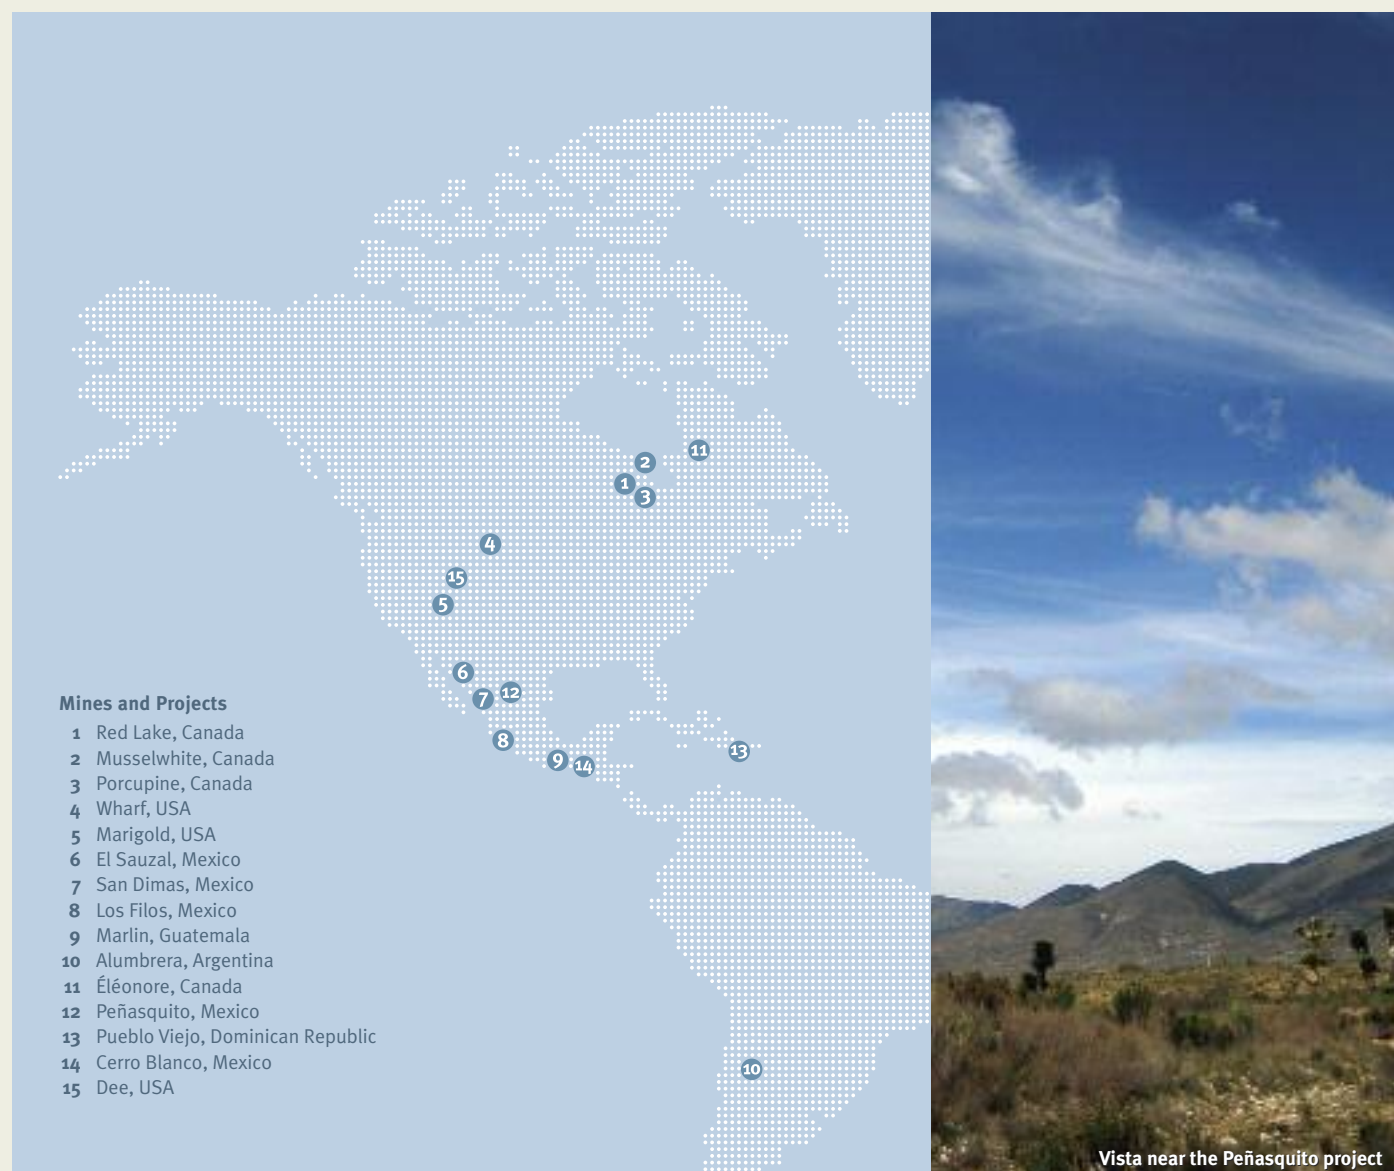 11
2
1
3
4
15
5
6
12
7
8
13
9
14
10
Mines and Projects
1 Red Lake, Canada
2 Musselwhite, Canada
3 Porcupine, Canada
4 Wharf, USA
5 Marigold, USA
6 El Sauzal, Mexico
7 San Dimas, Mexico
8 Los Filos, Mexico
9 Marlin, Guatemala
10 Alumbrera, Argentina
11 Éléonore, Canada
12 Peñasquito, Mexico
13 Pueblo Viejo, Dominican Republic
14 Cerro Blanco, Mexico
15 Dee, USA
Vista near the Peñasquito project